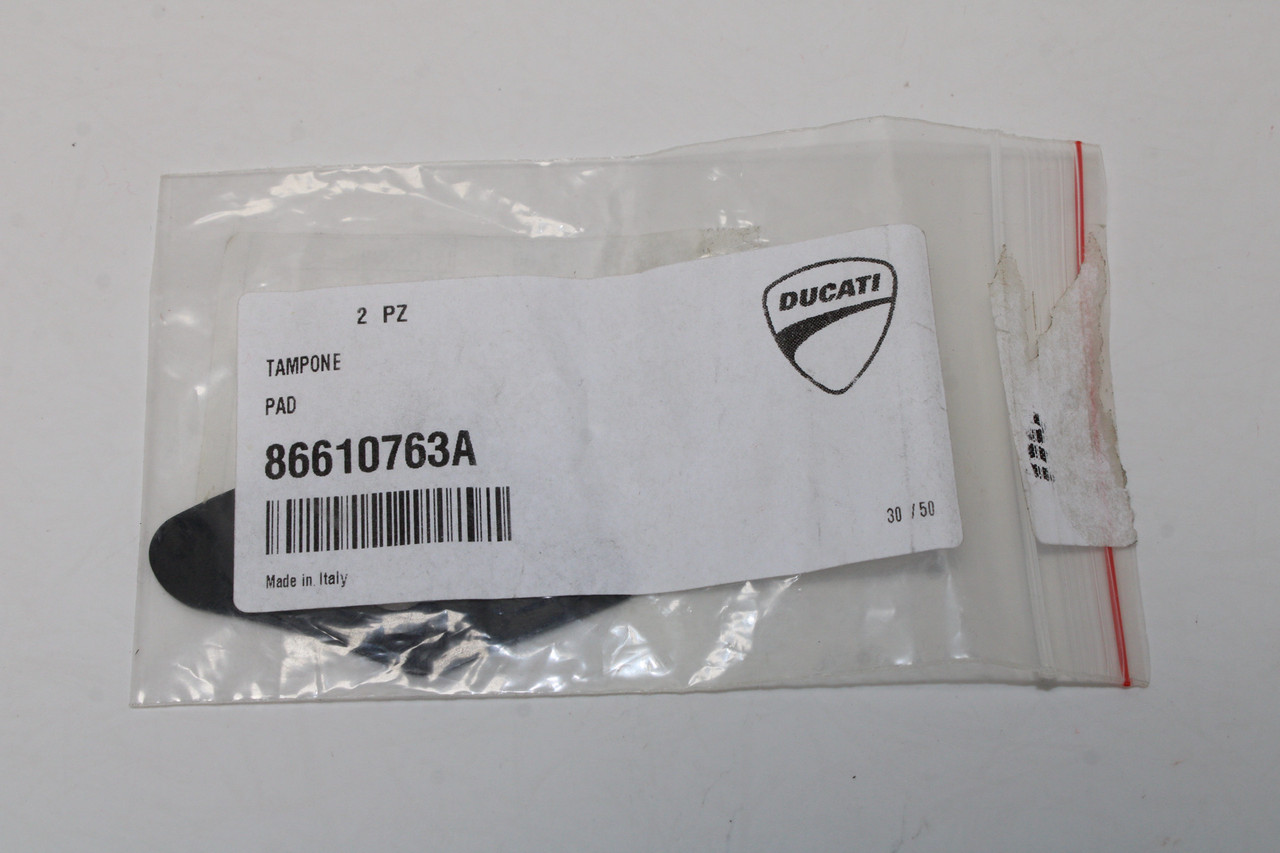 2 PZ
DUCATI
TAMPONE
PAD
86610763A
30 / 50
Made in Italy